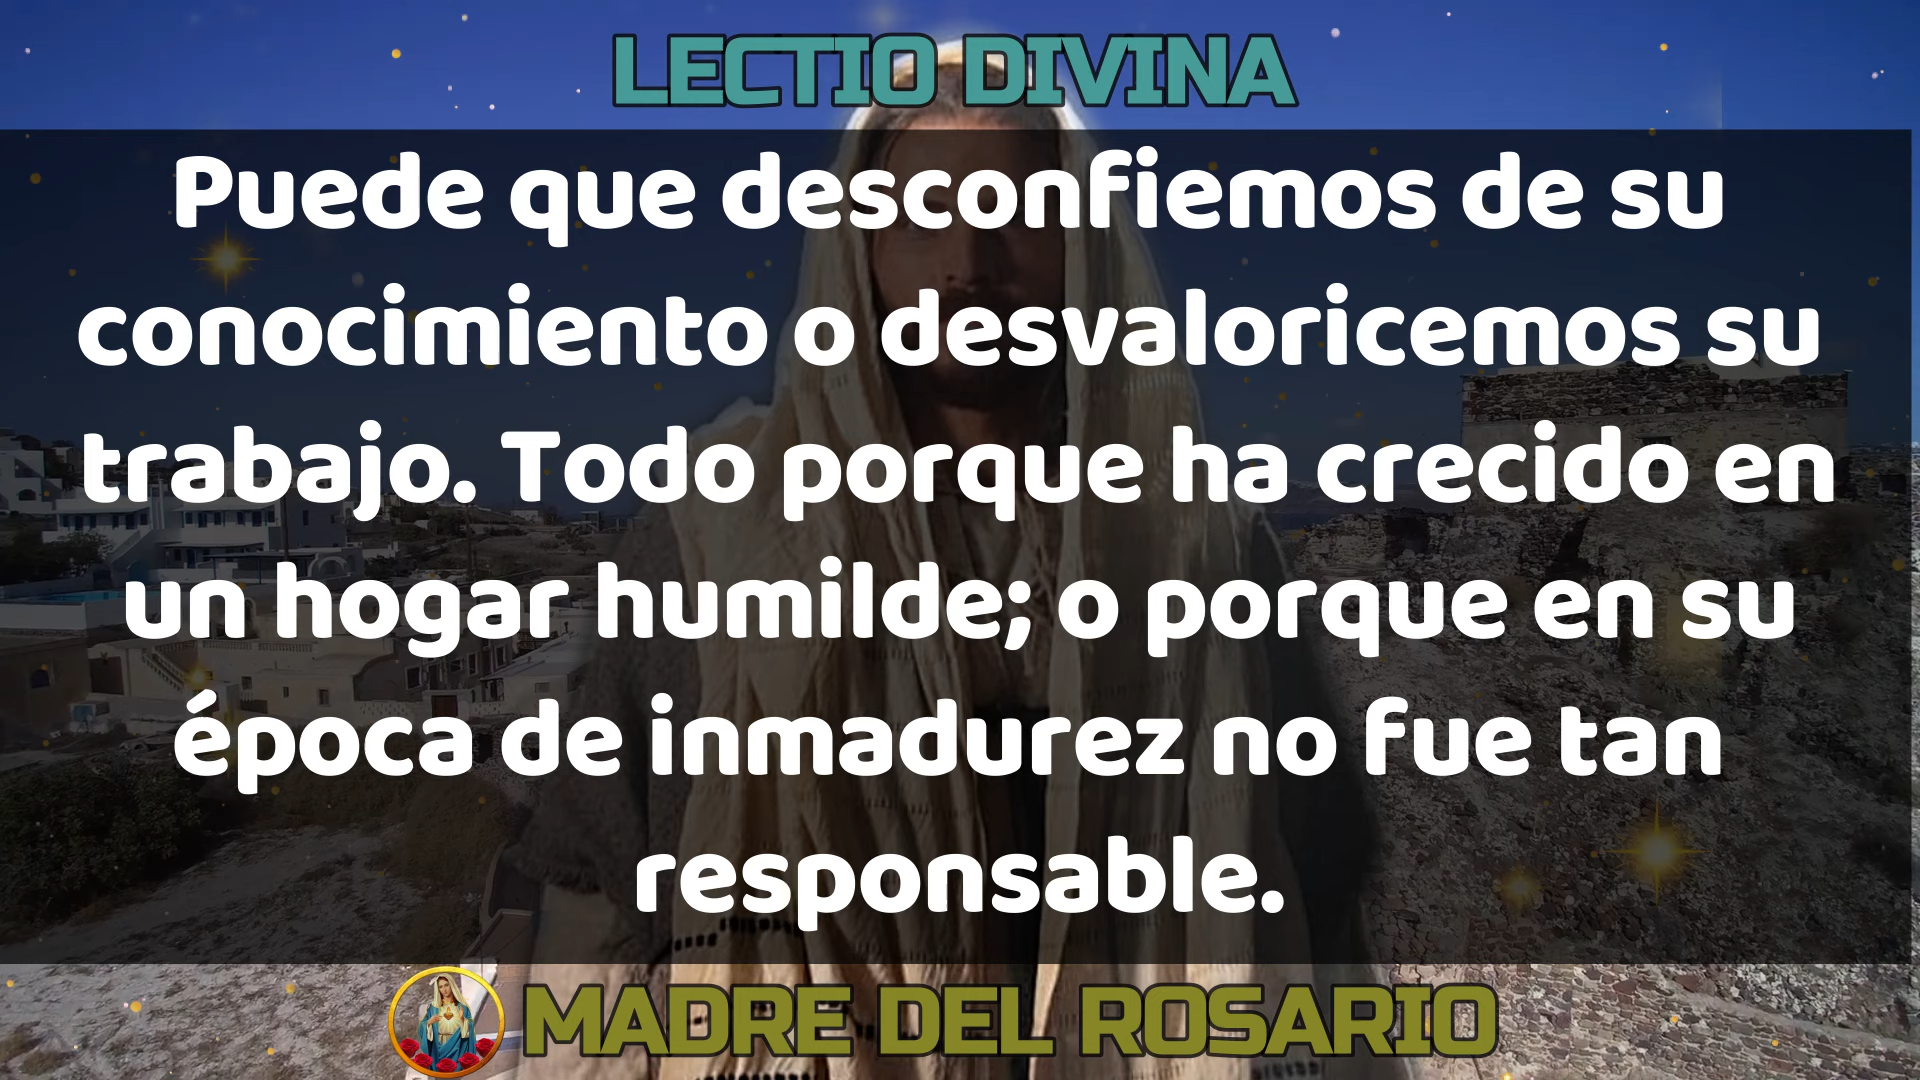 LECTIO DIVINA
Puede que desconfiemos de su
conocimiento o desvaloricemos su
trabajo. Todo porque ha crecido en
un hogar humilde; o porque en su
época de inmadurez no fue tan
responsable.
MADRE DEL ROSARIO